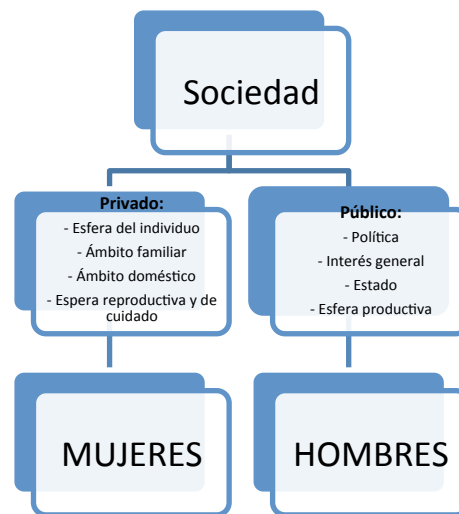 Sociedad
Privado:
- Esfera del individuo
- Ámbito familiar
- Ámbito doméstico
- Espera reproductiva y de
cuidado
Público:
- Política
- Interés general
- Estado
- Esfera productiva
MUJERES
HOMBRES